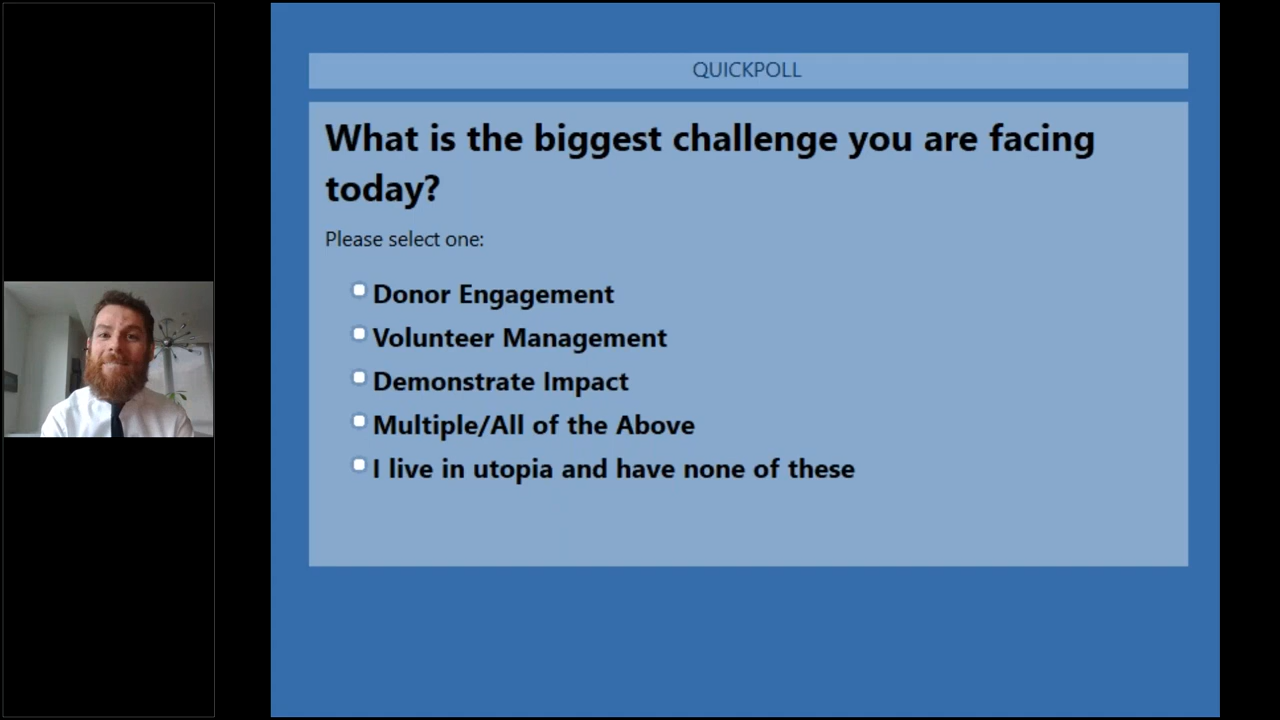 QUICKPOLL
What is the biggest challenge you are facing
today?
Please select one:
Donor Engagement
Volunteer Management
Demonstrate Impact
Multiple/All of the Above
I live in utopia and have none of these